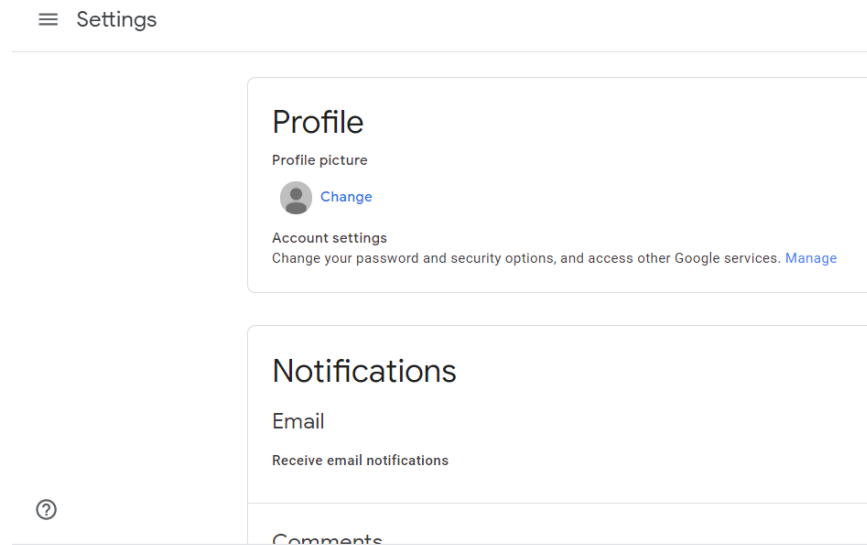 Settings
Profile
Profile picture
Change
Account settings
Change your password and security options, and access other Google services. Manage
Notifications
Email
Receive email notifications
Comments